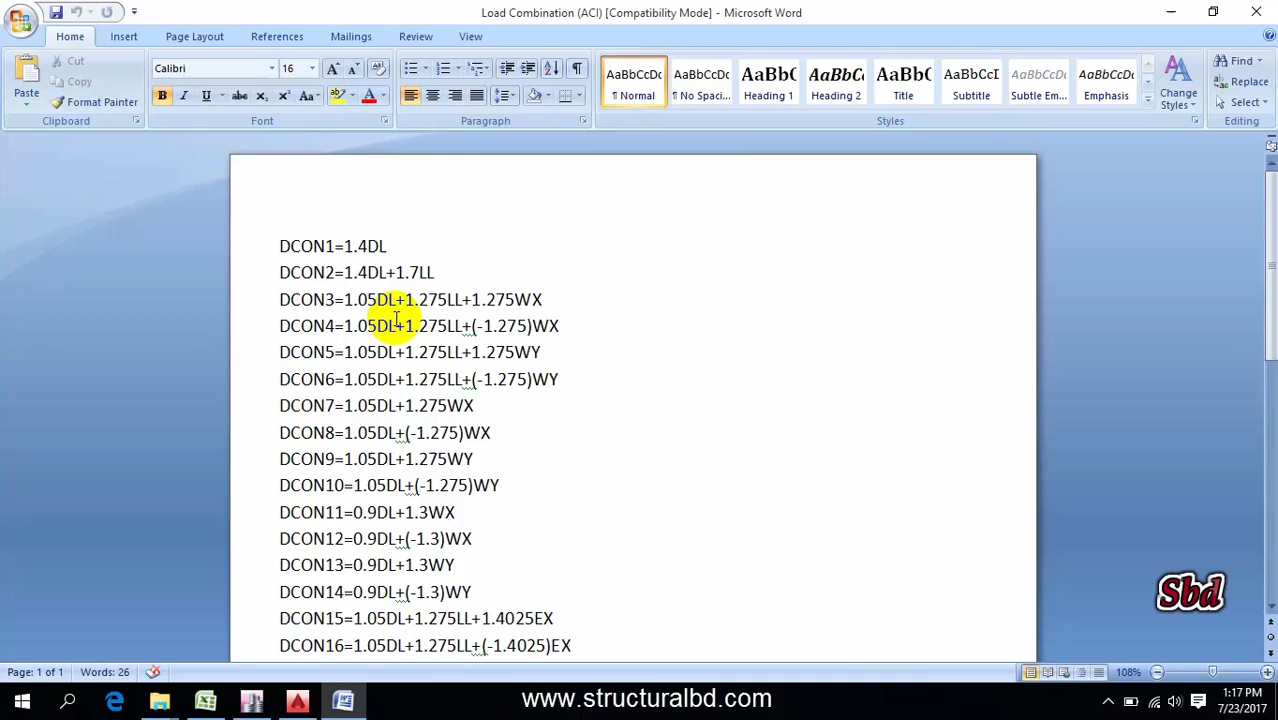 Load Combination (ACI) [Compatibility Mode] - Microsoft Word
Home Insert Page Layout References Mailings Review View
Paste
Cut
Copy
Format Painter
Clipboard
Calibri 16
Font
Paragraph
AaBbCcDc AaBbCcDc AaBbC AaBbC AaBbC AaBbCcI AaBbCcDc AaBbCcDc
¶ Normal ¶ No Spaci... Heading 1 Heading 2 Title Subtitle Subtle Em... Emphasis
Styles
Change
Styles
Find
Replace
Select
Editing
DCON1=1.4DL
DCON2=1.4DL+1.7LL
DCON3=1.05DL+1.275LL+1.275WX
DCON4=1.05DL+1.275LL+(-1.275)WX
DCON5=1.05DL+1.275LL+1.275WY
DCON6=1.05DL+1.275LL+(-1.275)WY
DCON7=1.05DL+1.275WX
DCON8=1.05DL+(-1.275)WX
DCON9=1.05DL+1.275WY
DCON10=1.05DL+(-1.275)WY
DCON11=0.9DL+1.3WX
DCON12=0.9DL+(-1.3)WX
DCON13=0.9DL+1.3WY
DCON14=0.9DL+(-1.3)WY
DCON15=1.05DL+1.275LL+1.4025EX
DCON16=1.05DL+1.275LL+(-1.4025)EX
Sbd
Page: 1 of 1 Words: 26 108%
www.structuralbd.com
1:17 PM
7/23/2017